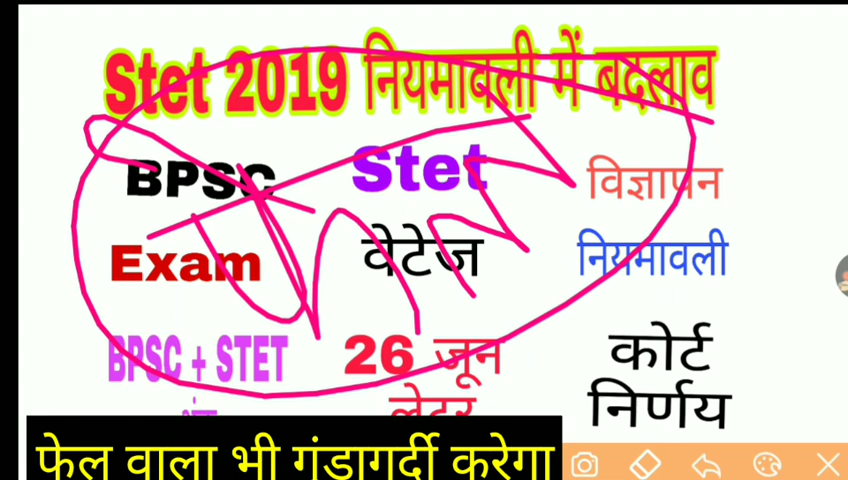 Stet 2019 नियमावली में बदलाव
BPSC Stet विज्ञापन
Exam वेटेज नियमावली
BPSC + STET 26 जून कोर्ट
लेटर निर्णय
फेल वाला भी गुंडागर्दी करेगा